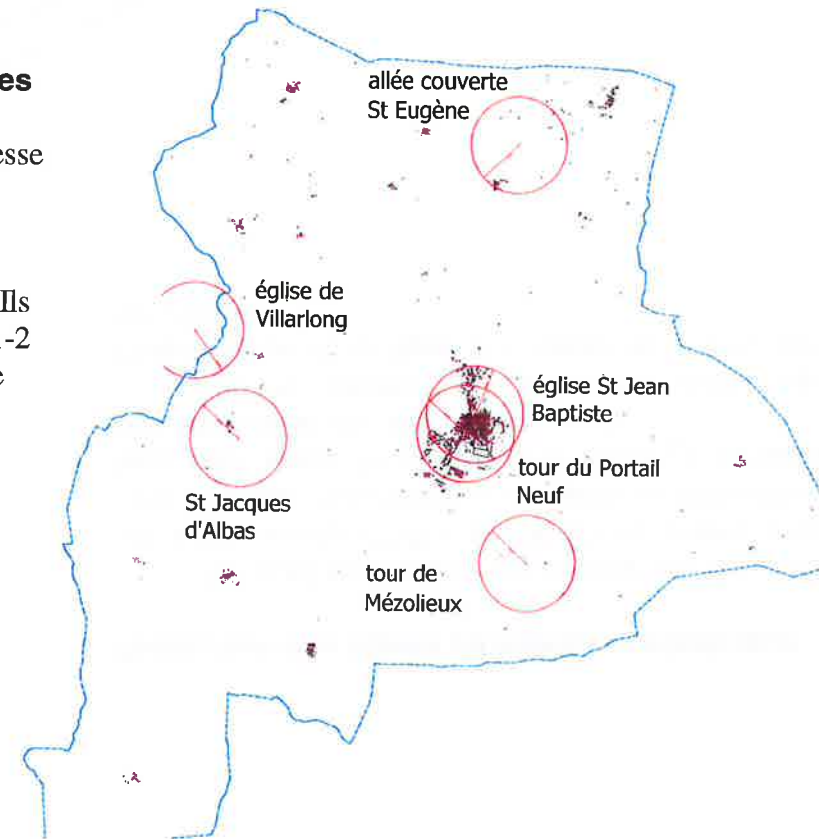 es
esse
Ils
-2
e
allée couverte
St Eugène
église de
Villarlong
église St Jean
Baptiste
tour du Portail
Neuf
St Jacques
d'Albas
tour de
Mézolieux